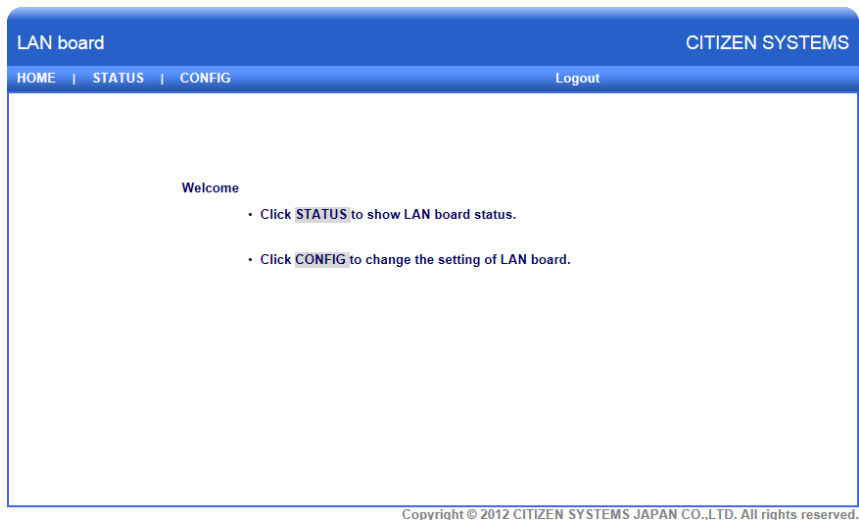 LAN board CITIZEN SYSTEMS
HOME | STATUS | CONFIG Logout
Welcome
• Click STATUS to show LAN board status.
• Click CONFIG to change the setting of LAN board.
Copyright © 2012 CITIZEN SYSTEMS JAPAN CO.,LTD. All rights reserved.